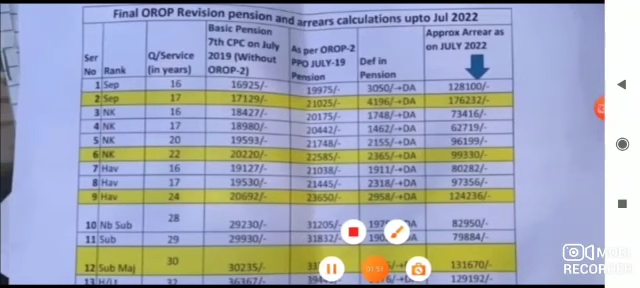 Final OROP Revision pension and arrears calculations upto Jul 2022
Ser No Rank Q/Service (in years) Basic Pension 7th CPC on July 2019 (Without OROP-2) As per OROP-2 PPO JULY-19 Pension Def in Pension Approx Arrear as on JULY 2022
1 Sep 16 16925/- 19975/- 3050/-+DA 128100/-
2 Sep 17 17129/- 21025/- 4196/-+DA 176232/-
3 NK 16 18427/- 20175/- 1748/-+DA 73416/-
4 NK 17 18980/- 20442/- 1462/-+DA 62719/-
5 NK 20 19593/- 21748/- 2155/-+DA 96199/-
6 NK 22 20220/- 22585/- 2365/-+DA 99330/-
7 Hav 16 19127/- 21038/- 1911/-+DA 80282/-
8 Hav 17 19530/- 21445/- 2318/-+DA 97356/-
9 Hav 24 20692/- 23650/- 2958/-+DA 124236/-
10 Nb Sub 28 29230/- 31205/- 82950/-
11 Sub 29 29930/- 31832/- 79884/-
12 Sub Maj 30 30235/- 131670/-
13 H/Lt 32 36367/- 129192/-
01:51
RECORDER